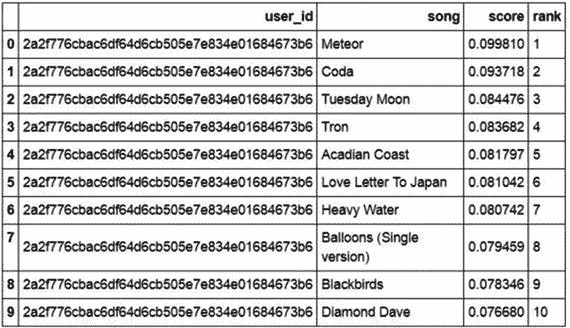 user_id song score rank
0 2a2f776cbac6df64d6cb505e7e834e01684673b6 Meteor 0.099810 1
1 2a2f776cbac6df64d6cb505e7e834e01684673b6 Coda 0.093718 2
2 2a2f776cbac6df64d6cb505e7e834e01684673b6 Tuesday Moon 0.084476 3
3 2a2f776cbac6df64d6cb505e7e834e01684673b6 Tron 0.083682 4
4 2a2f776cbac6df64d6cb505e7e834e01684673b6 Acadian Coast 0.081797 5
5 2a2f776cbac6df64d6cb505e7e834e01684673b6 Love Letter To Japan 0.081042 6
6 2a2f776cbac6df64d6cb505e7e834e01684673b6 Heavy Water 0.080742 7
7 2a2f776cbac6df64d6cb505e7e834e01684673b6 Balloons (Single
version) 0.079459 8
8 2a2f776cbac6df64d6cb505e7e834e01684673b6 Blackbirds 0.078346 9
9 2a2f776cbac6df64d6cb505e7e834e01684673b6 Diamond Dave 0.076680 10